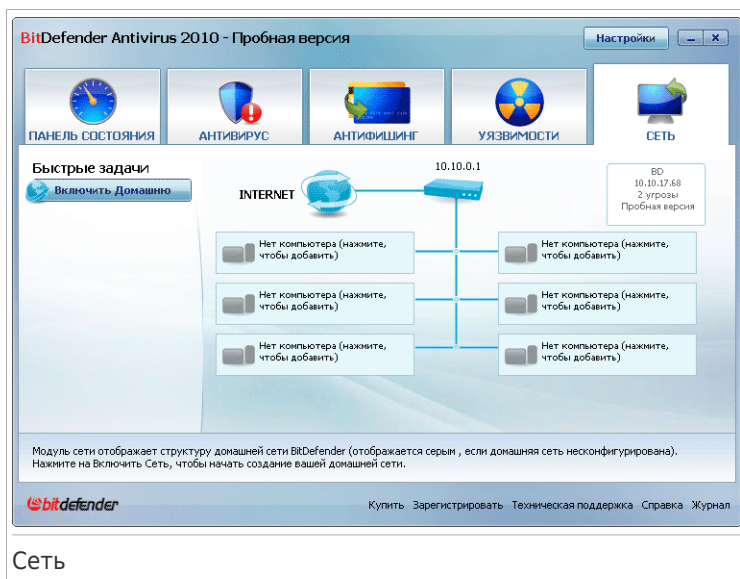 BitDefender Antivirus 2010 - Пробная версия
Настройки
ПАНЕЛЬ СОСТОЯНИЯ
АНТИВИРУС
АНТИФИШИНГ
УЯЗВИМОСТИ
СЕТЬ
Быстрые задачи
Включить Домашню
INTERNET
10.10.0.1
BD
10.10.17.68
2 угрозы
Пробная версия
Нет компьютера (нажмите,
чтобы добавить)
Нет компьютера (нажмите,
чтобы добавить)
Нет компьютера (нажмите,
чтобы добавить)
Нет компьютера (нажмите,
чтобы добавить)
Нет компьютера (нажмите,
чтобы добавить)
Нет компьютера (нажмите,
чтобы добавить)
Модуль сети отображает структуру домашней сети BitDefender (отображается серым , если домашняя сеть несконфигурирована).
Нажмите на Включить Сеть, чтобы начать создание вашей домашней сети.
bitdefender
Купить Зарегистрировать Техническая поддержка Справка Журнал
Сеть